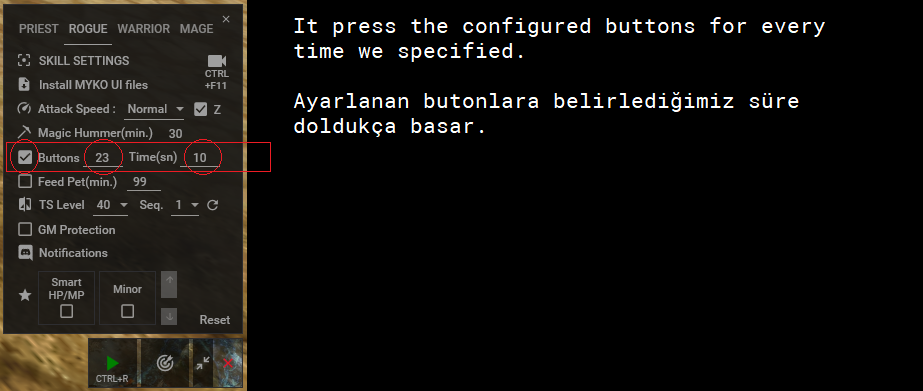 PRIEST ROGUE WARRIOR MAGE ×
SKILL SETTINGS
CTRL
+F11
Install MYKO UI files
Attack Speed : Normal Z
Magic Hummer(min.) 30
Buttons 23 Time(sn) 10
Feed Pet(min.) 99
TS Level 40 Seq. 1
GM Protection
Notifications
Smart
HP/MP
Minor
Reset
CTRL+R
It press the configured buttons for every
time we specified.
Ayarlanan butonlara belirlediğimiz süre
doldukça basar.